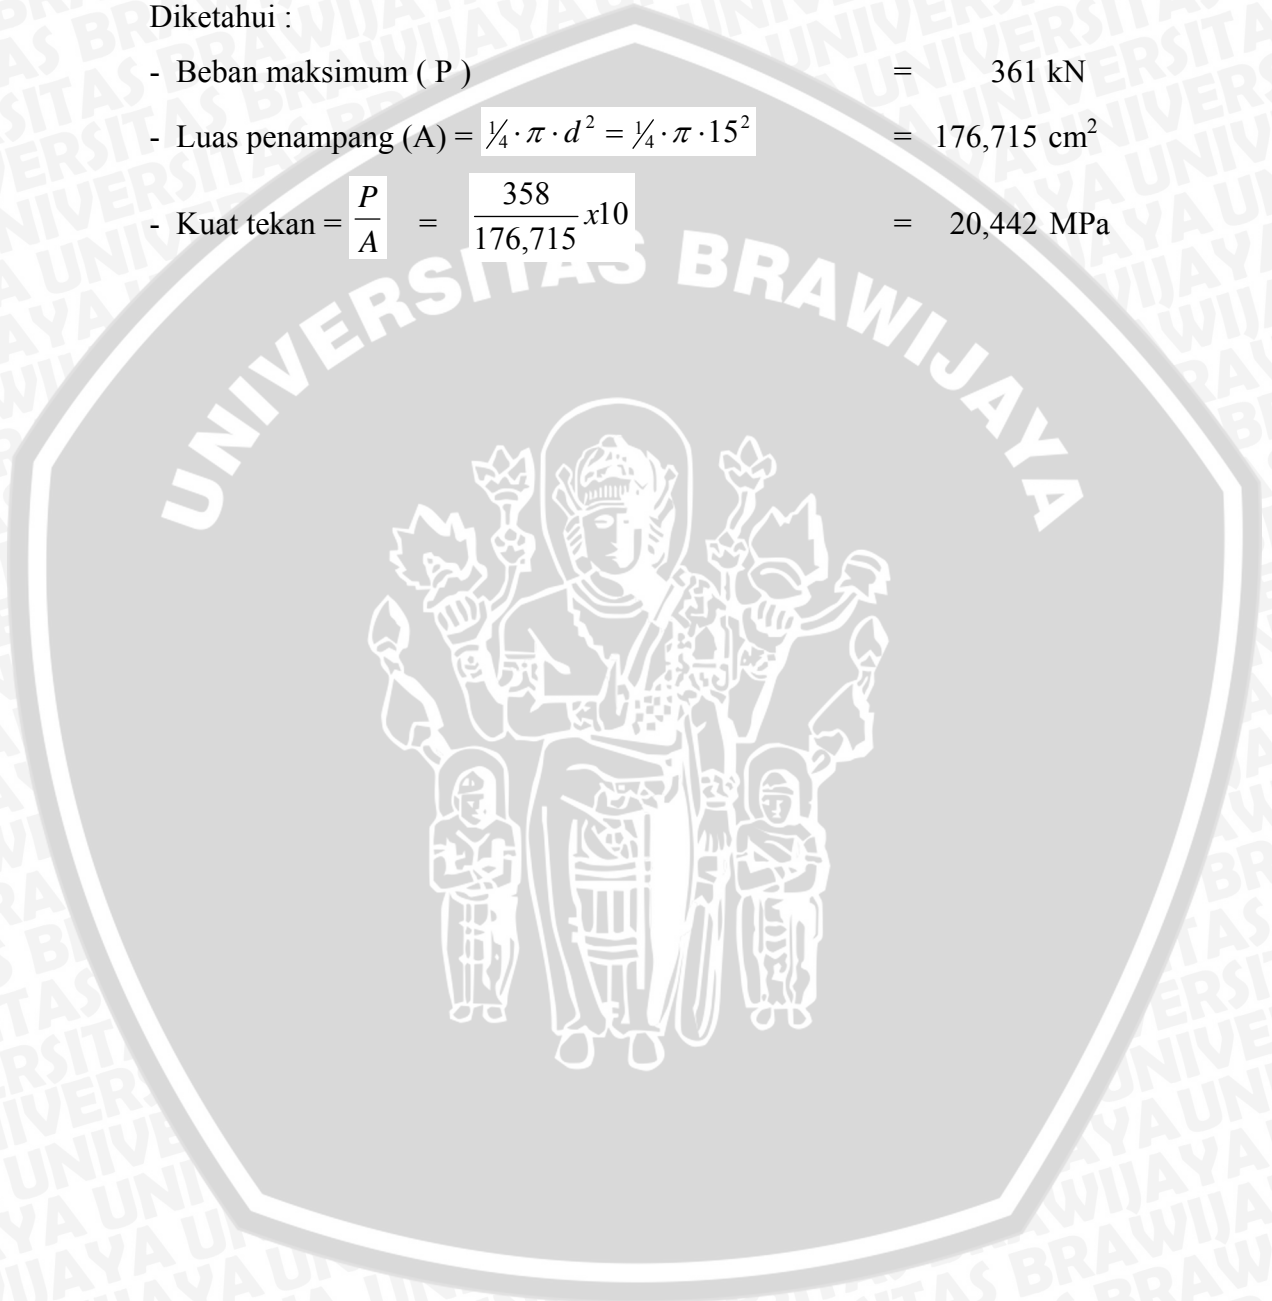 Diketahui :
- Beban maksimum ( P ) = 361 kN
- Luas penampang (A) = ¼ · π · d² = ¼ · π · 15² = 176,715 cm²
- Kuat tekan = P/A = 358/176,715 x10 = 20,442 MPa
UNIVERSITAS BRAWIJAYA